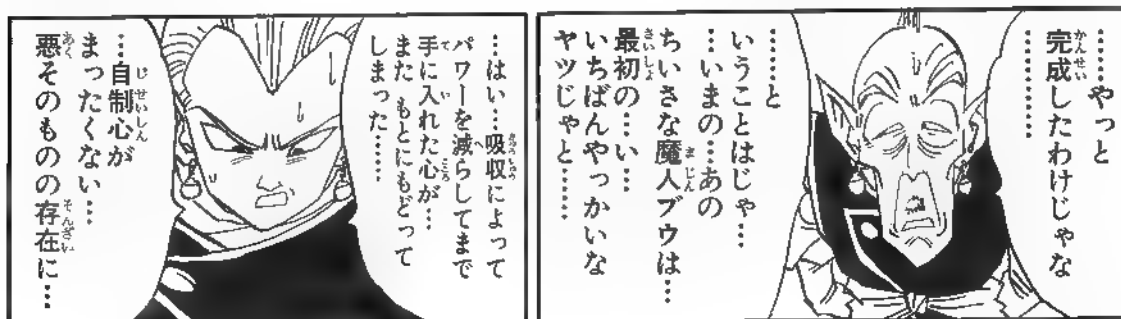 ……やっと
完成したわけじゃな
…………
………と
いうことはじゃ…
…いまの…あの
ちいさな魔人ブウは…
最初の…い…
いちばんやっかいな
ヤツじゃと……
…はい…吸収によって
パワーを減らしてまで
手に入れた心が…
また もとにもどって
しまった……
…自制心が
まったくない…
悪そのものの存在に…